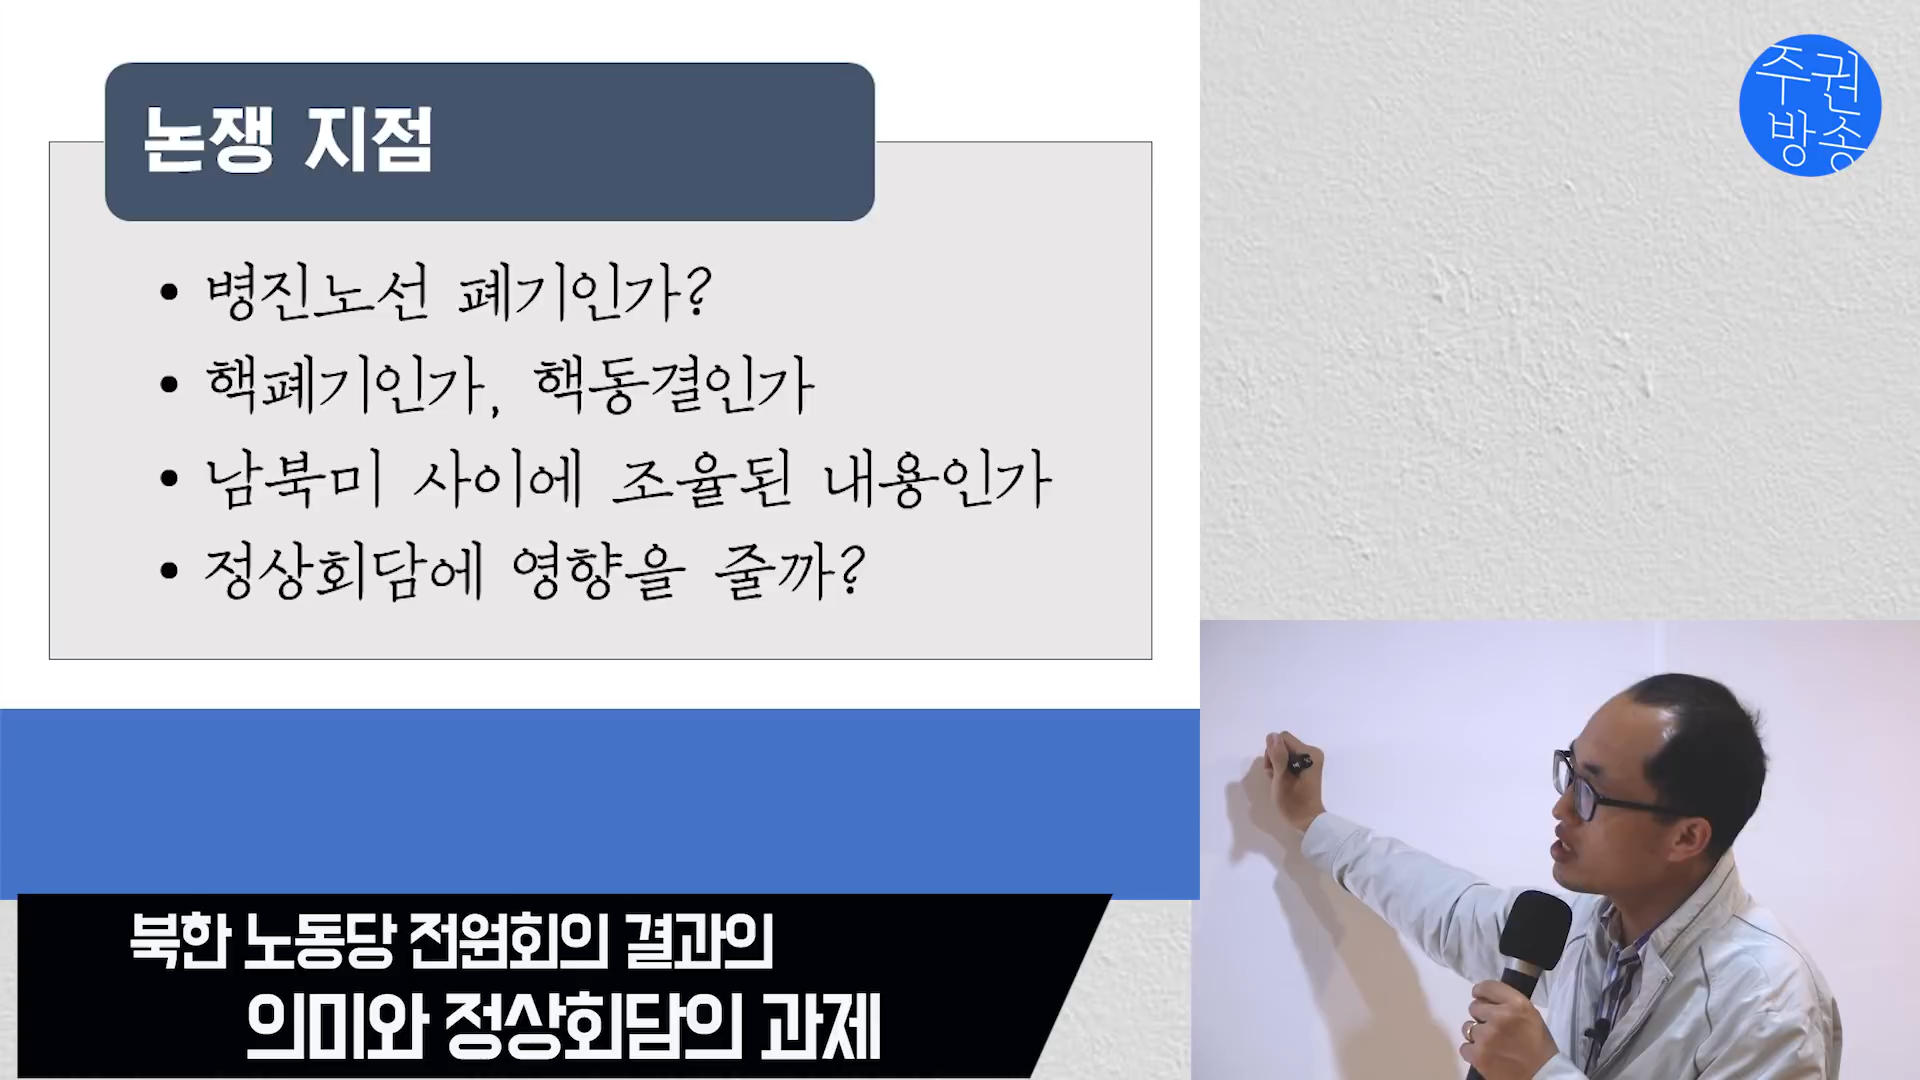 논쟁 지점
• 병진노선 폐기인가?
• 핵폐기인가, 핵동결인가
• 남북미 사이에 조율된 내용인가
• 정상회담에 영향을 줄까?
주권
방송
북한 노동당 전원회의 결과의
의미와 정상회담의 과제